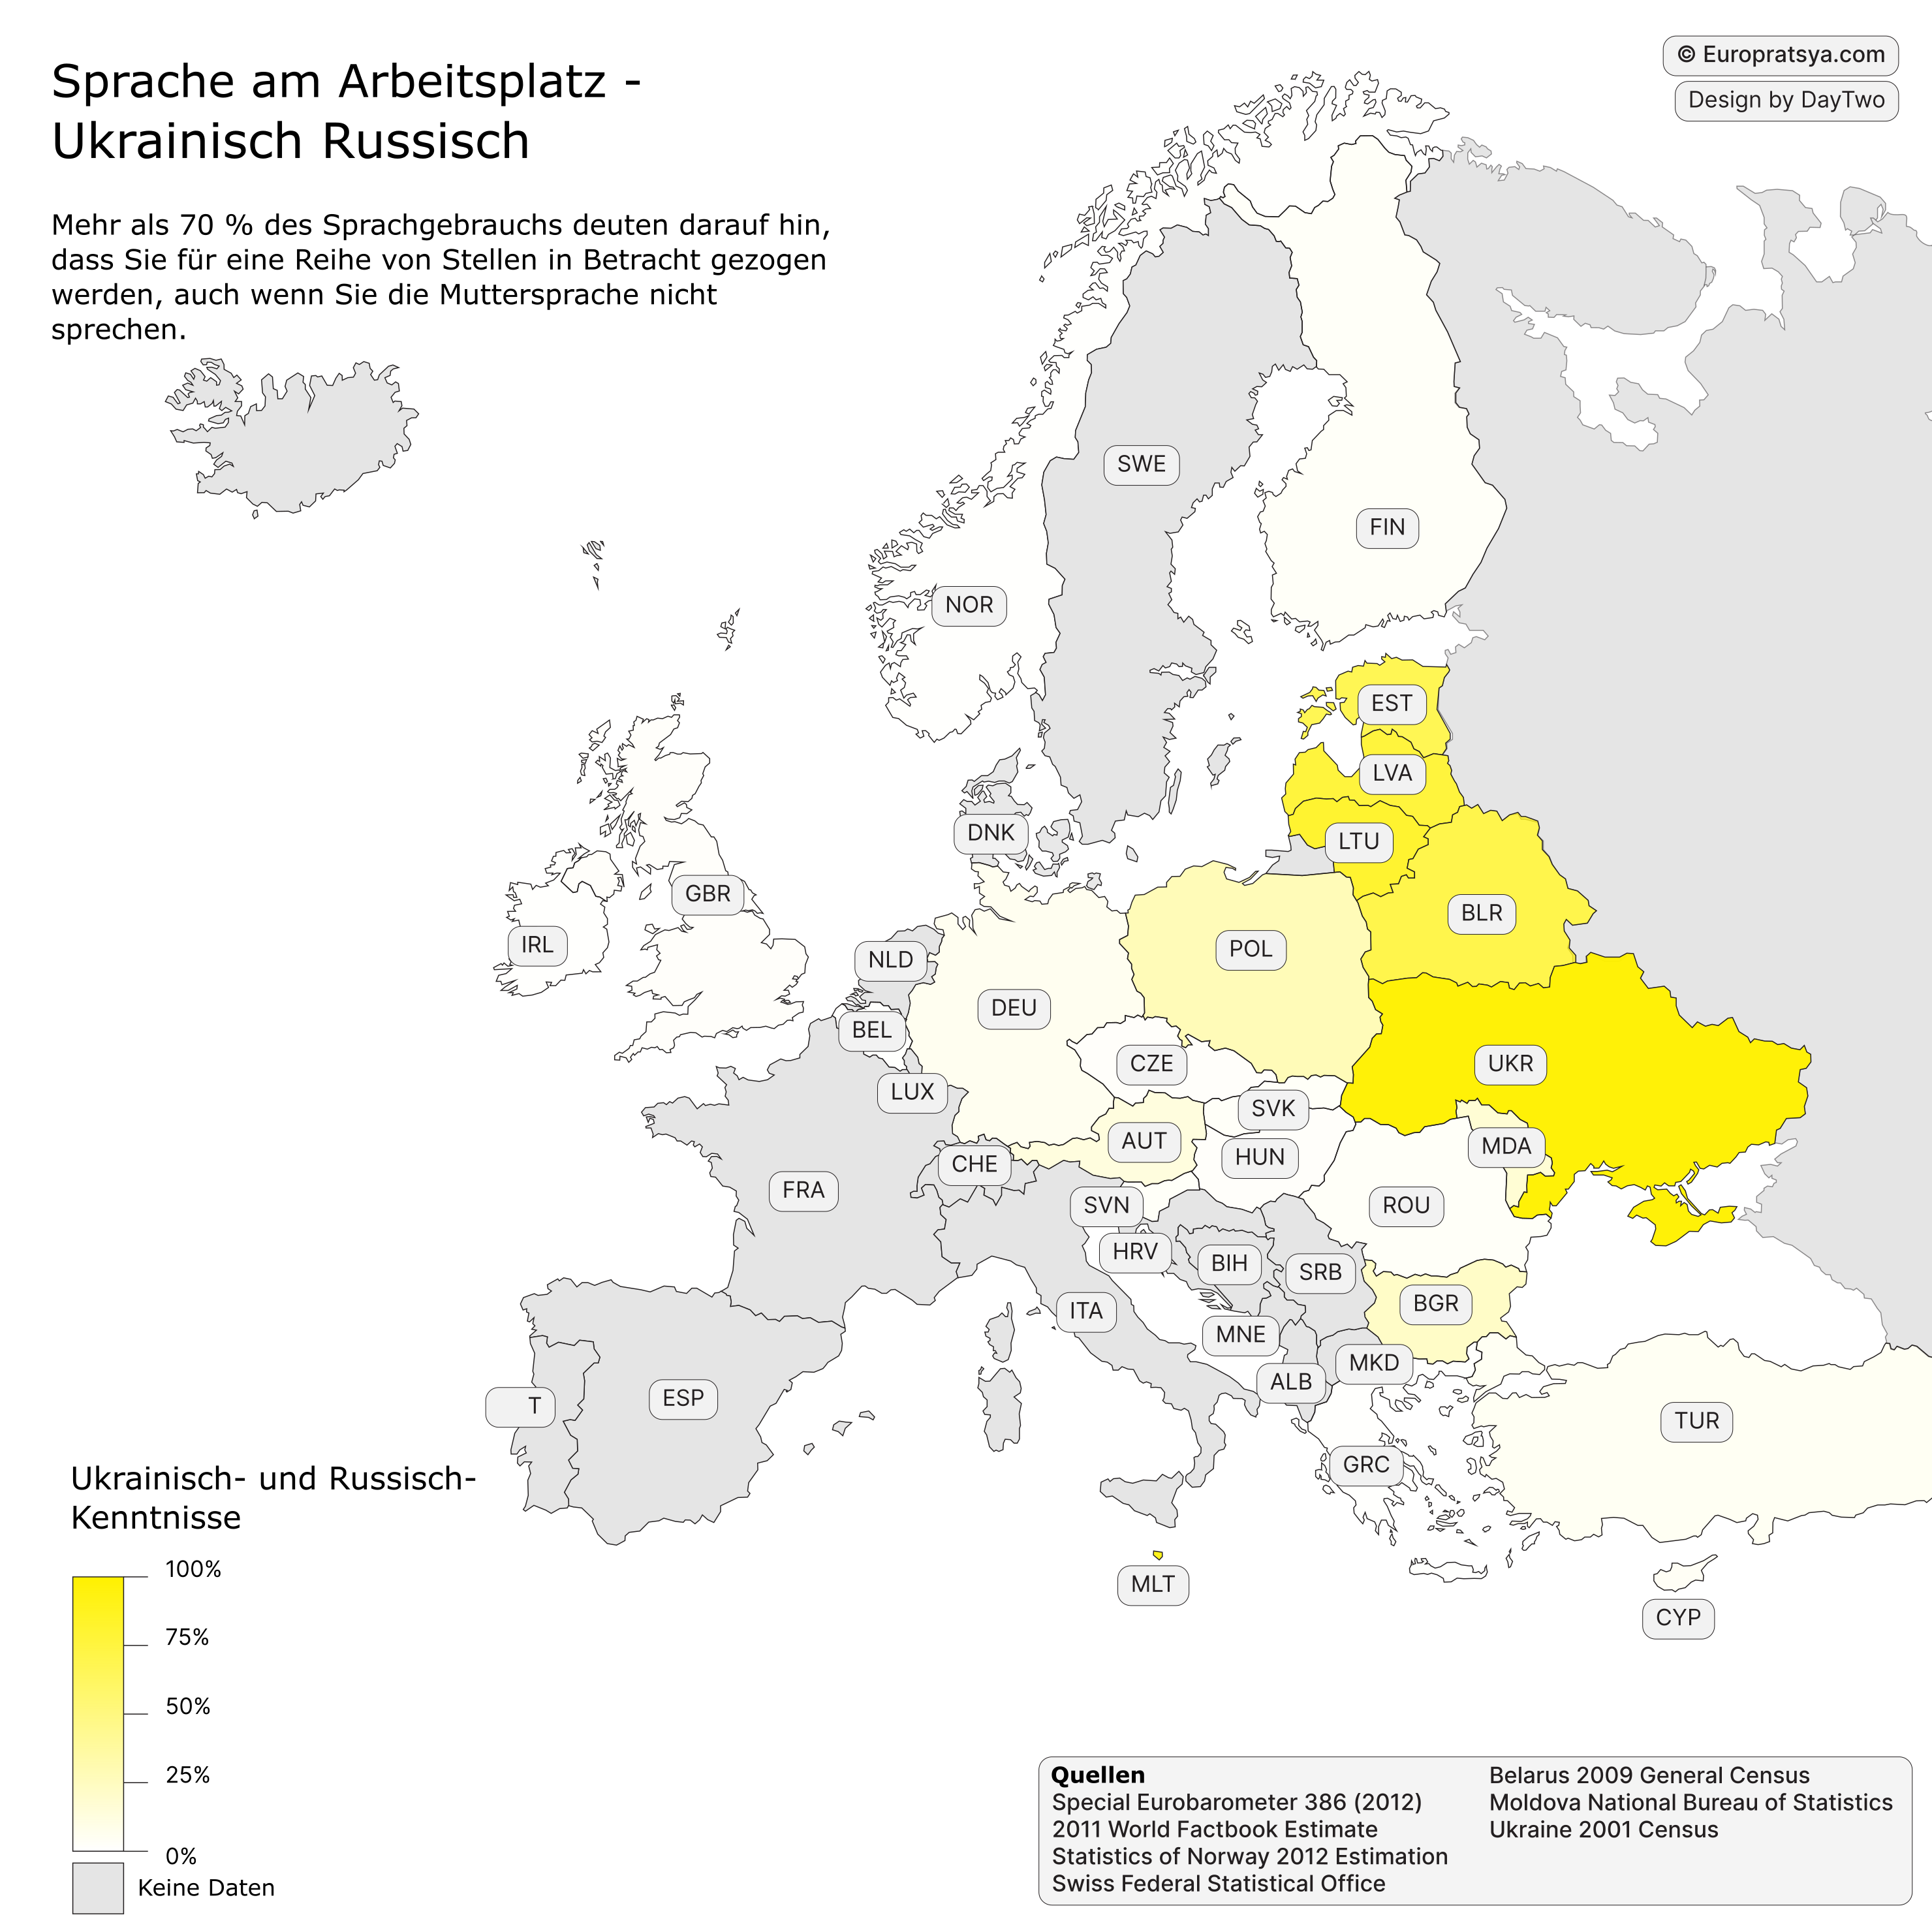 Sprache am Arbeitsplatz -
Ukrainisch Russisch
© Europratsya.com
Design by DayTwo
Mehr als 70 % des Sprachgebrauchs deuten darauf hin,
dass Sie für eine Reihe von Stellen in Betracht gezogen
werden, auch wenn Sie die Muttersprache nicht
sprechen.
SWE
FIN
NOR
EST
LVA
DNK
LTU
GBR
BLR
IRL
NLD
POL
DEU
BEL
CZE
UKR
LUX
SVK
AUT
MDA
HUN
CHE
FRA
SVN
ROU
HRV
BIH
SRB
BGR
ITA
MNE
MKD
ALB
ESP
T
TUR
GRC
MLT
CYP
Ukrainisch- und Russisch-
Kenntnisse
100%
75%
50%
25%
0%
Keine Daten
Quellen
Special Eurobarometer 386 (2012)
2011 World Factbook Estimate
Statistics of Norway 2012 Estimation
Swiss Federal Statistical Office
Belarus 2009 General Census
Moldova National Bureau of Statistics
Ukraine 2001 Census